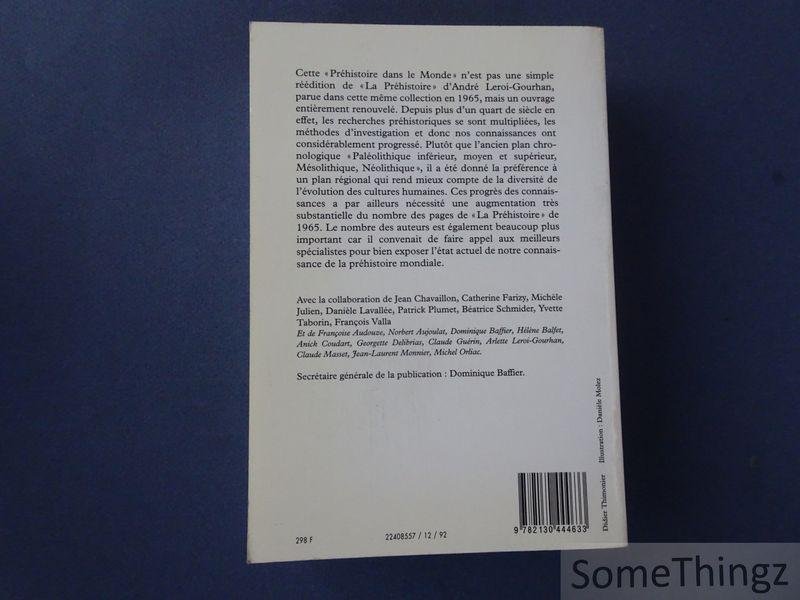 Cette « Préhistoire dans le Monde » n'est pas une simple
réédition de « La Préhistoire » d'André Leroi-Gourhan,
parue dans cette même collection en 1965, mais un ouvrage
entièrement renouvelé. Depuis plus d'un quart de siècle en
effet, les recherches préhistoriques se sont multipliées, les
méthodes d'investigation et donc nos connaissances ont
considérablement progressé. Plutôt que l'ancien plan chro-
nologique « Paléolithique inférieur, moyen et supérieur,
Mésolithique, Néolithique », il a été donné la préférence à
un plan régional qui rend mieux compte de la diversité de
l'évolution des cultures humaines. Ces progrès des connais-
sances a par ailleurs nécessité une augmentation très
substantielle du nombre des pages de « La Préhistoire » de
1965. Le nombre des auteurs est également beaucoup plus
important car il convenait de faire appel aux meilleurs
spécialistes pour bien exposer l'état actuel de notre connais-
sance de la préhistoire mondiale.
Avec la collaboration de Jean Chavaillon, Catherine Farizy, Michèle
Julien, Danièle Lavallée, Patrick Plumet, Béatrice Schmider, Yvette
Taborin, François Valla
Et de Françoise Audouze, Norbert Aujoulat, Dominique Baffier, Hélène Balfet,
Anick Coudart, Georgette Delibrias, Claude Guérin, Arlette Leroi-Gourhan,
Claude Masset, Jean-Laurent Monnier, Michel Orliac.
Secrétaire générale de la publication : Dominique Baffier.
Didier Thimonier Illustration : Danièle Molez
9 782130 444633
298 F
22408557 / 12 / 92
SomeThingz